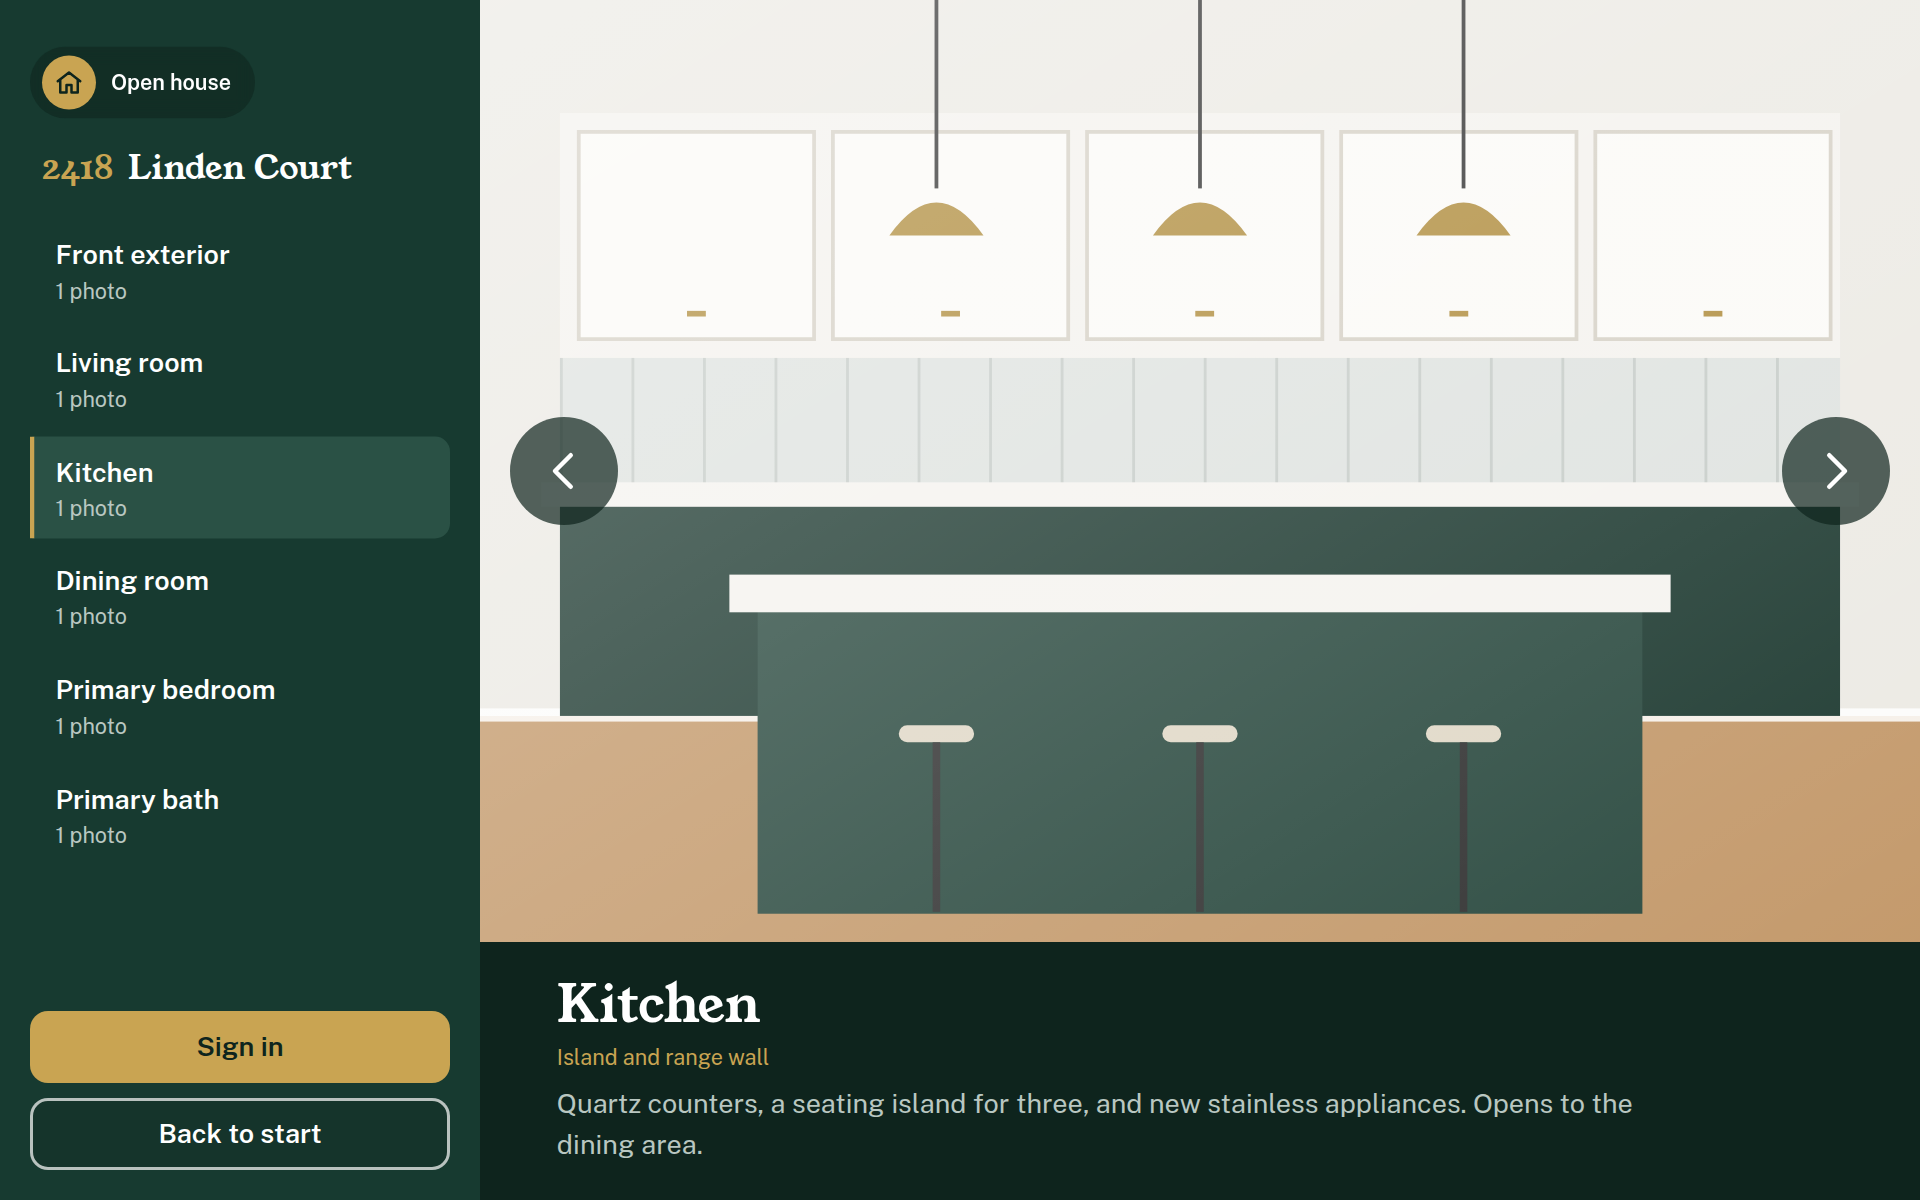 Open house
2418 Linden Court
Front exterior
1 photo
Living room
1 photo
Kitchen
1 photo
Dining room
1 photo
Primary bedroom
1 photo
Primary bath
1 photo
Sign in
Back to start
Kitchen
Island and range wall
Quartz counters, a seating island for three, and new stainless appliances. Opens to the
dining area.